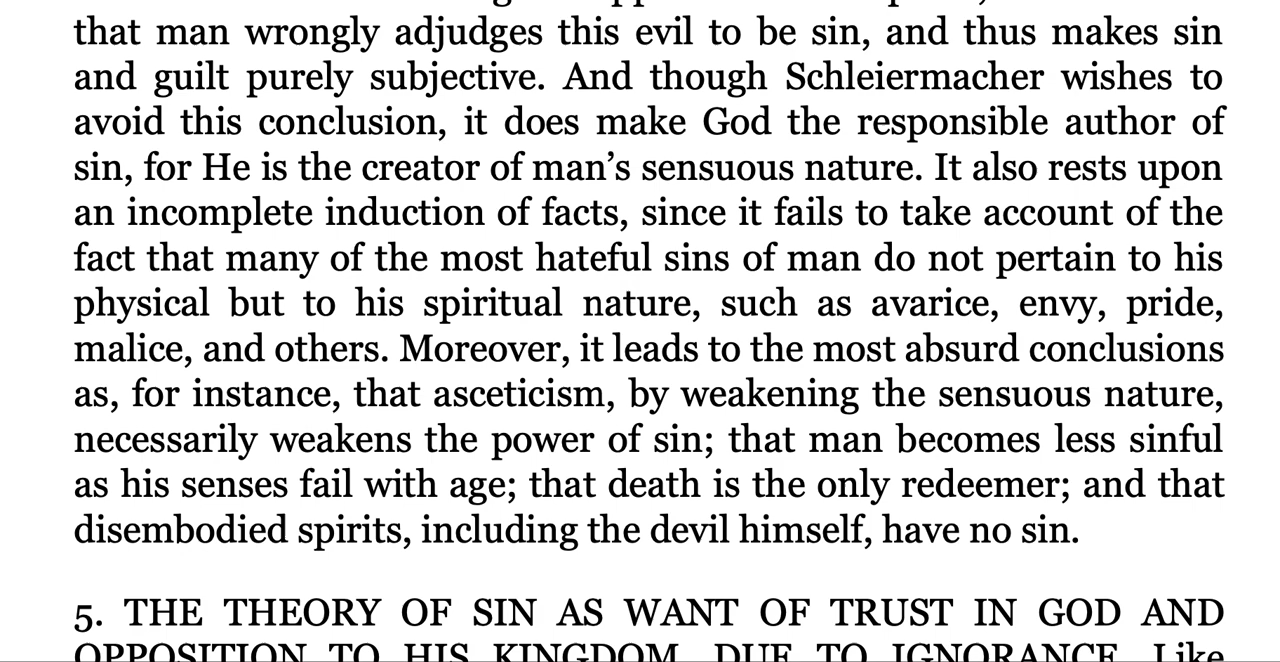 that man wrongly adjudges this evil to be sin, and thus makes sin
and guilt purely subjective. And though Schleiermacher wishes to
avoid this conclusion, it does make God the responsible author of
sin, for He is the creator of man’s sensuous nature. It also rests upon
an incomplete induction of facts, since it fails to take account of the
fact that many of the most hateful sins of man do not pertain to his
physical but to his spiritual nature, such as avarice, envy, pride,
malice, and others. Moreover, it leads to the most absurd conclusions
as, for instance, that asceticism, by weakening the sensuous nature,
necessarily weakens the power of sin; that man becomes less sinful
as his senses fail with age; that death is the only redeemer; and that
disembodied spirits, including the devil himself, have no sin.
5. THE THEORY OF SIN AS WANT OF TRUST IN GOD AND
OPPOSITION TO HIS KINGDOM, DUE TO IGNORANCE. Like